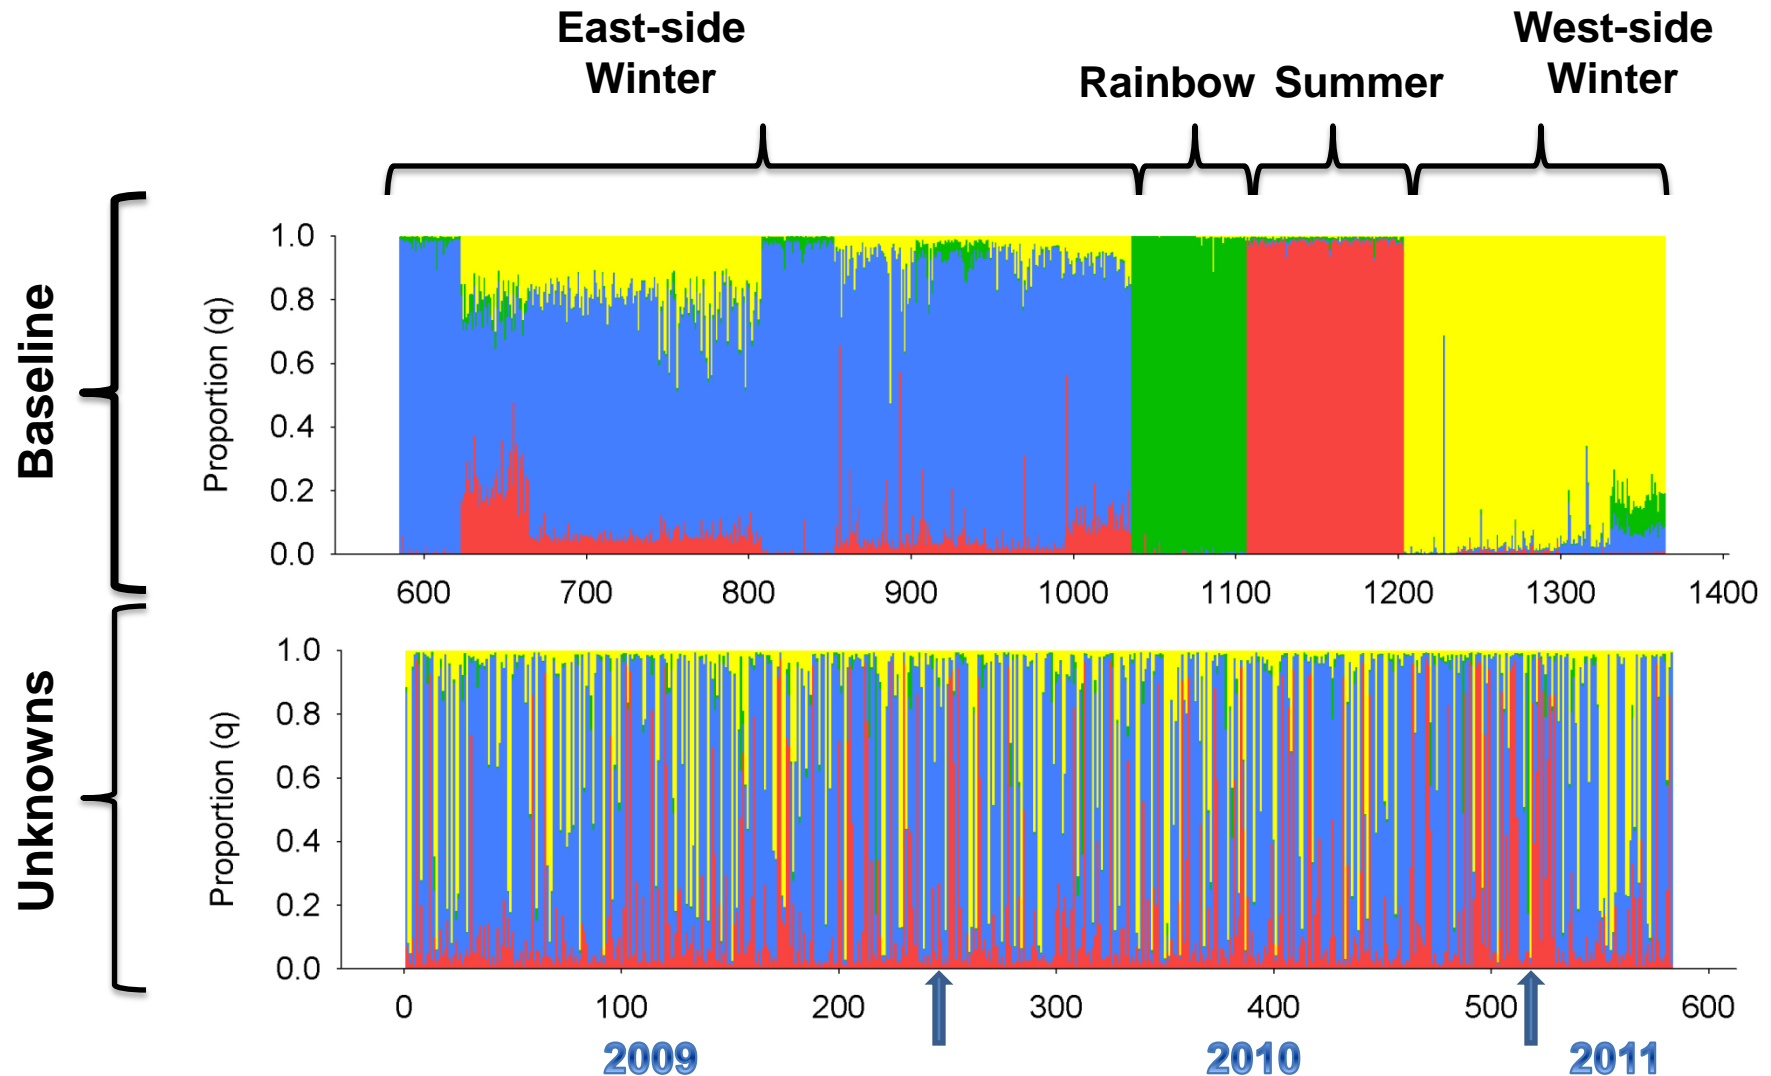 East-side
Winter
Rainbow
Summer
West-side
Winter
Baseline
Proportion (q)
1.0
0.8
0.6
0.4
0.2
0.0
600 700 800 900 1000 1100 1200 1300 1400
Unknowns
Proportion (q)
1.0
0.8
0.6
0.4
0.2
0.0
0 100 200 300 400 500 600
2009 2010 2011